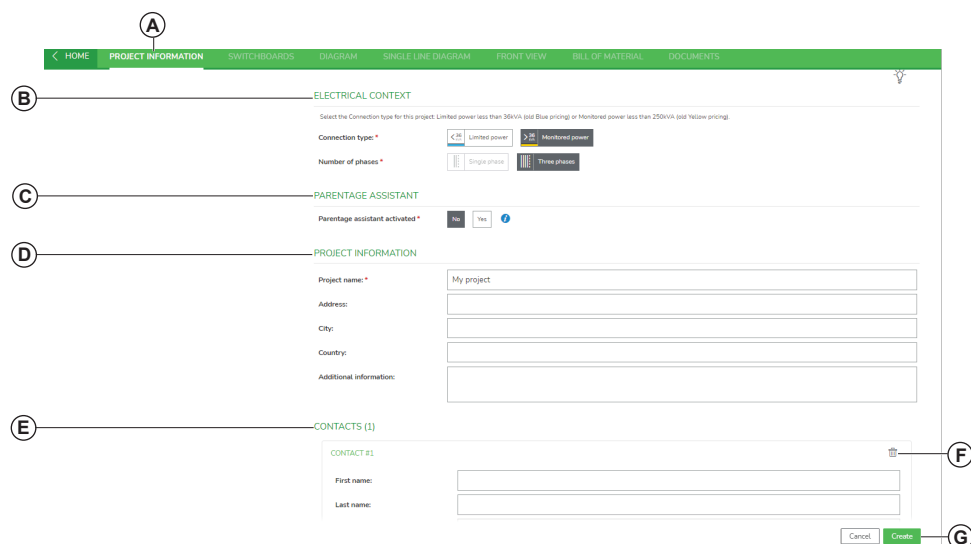 A
HOME PROJECT INFORMATION SWITCHBOARDS DIAGRAM SINGLE LINE DIAGRAM FRONT VIEW BILL OF MATERIAL DOCUMENTS
B
ELECTRICAL CONTEXT
Select the Connection type for this project: Limited power less than 36kVA (old Blue pricing) or Monitored power less than 250kVA (old Yellow pricing).
Connection type: * <36 Limited power >36 Monitored power
Number of phases * Single phase Three phases
C
PARENTAGE ASSISTANT
Parentage assistant activated * No Yes i
D
PROJECT INFORMATION
Project name: * My project
Address:
City:
Country:
Additional information:
E
CONTACTS (1)
CONTACT #1
F
First name:
Last name:
Cancel Create
G